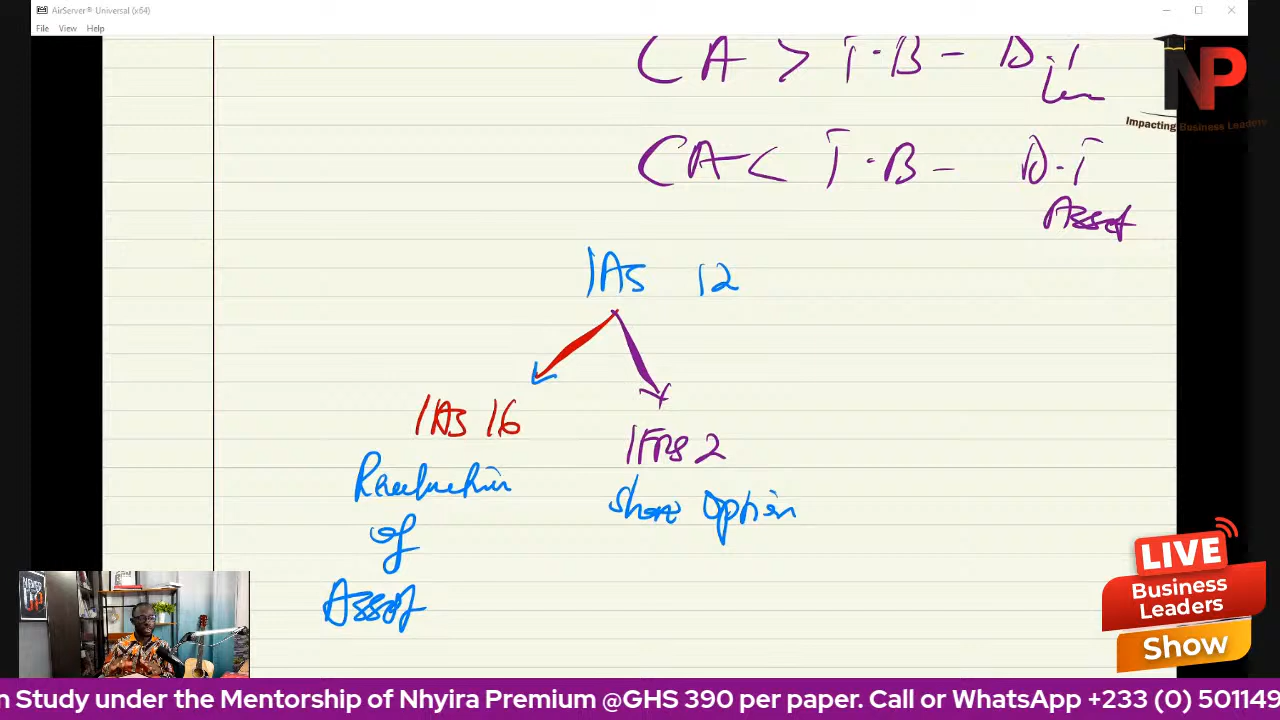 AirServer® Universal (x64)
File View Help
CA > T.B - D.T
NP
Impacting Business Leaders
CA < T.B - D.T
Asset
IAS 12
IAS 16
IFRS 2
Revaluation
Share Option
of
Asset
LIVE
Business
Leaders
Show
n Study under the Mentorship of Nhyira Premium @GHS 390 per paper. Call or WhatsApp +233 (0) 501149